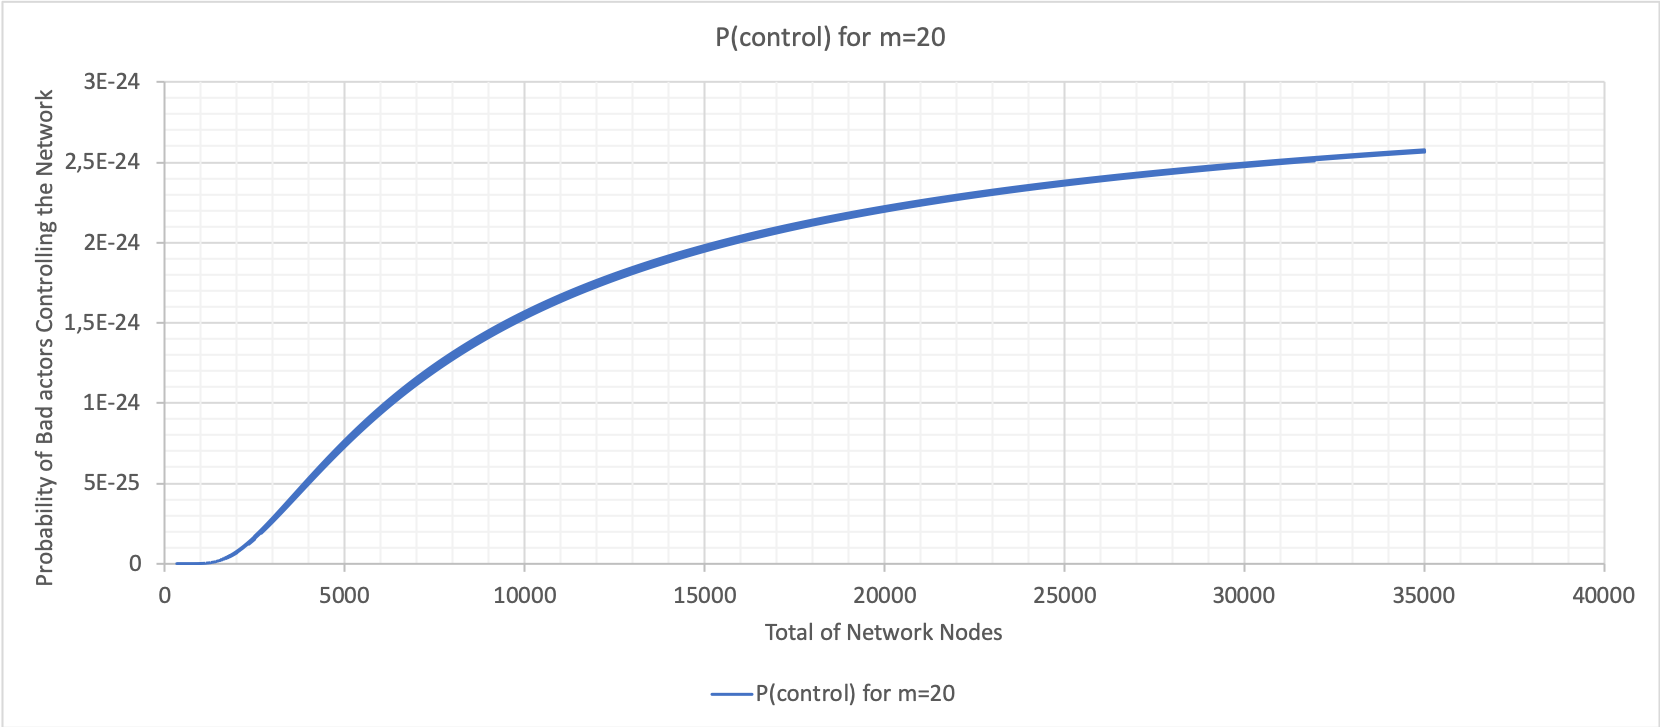 P(control) for m=20
Probability of Bad actors Controlling the Network
3E-24
2,5E-24
2E-24
1,5E-24
1E-24
5E-25
0
0 5000 10000 15000 20000 25000 30000 35000 40000
Total of Network Nodes
P(control) for m=20